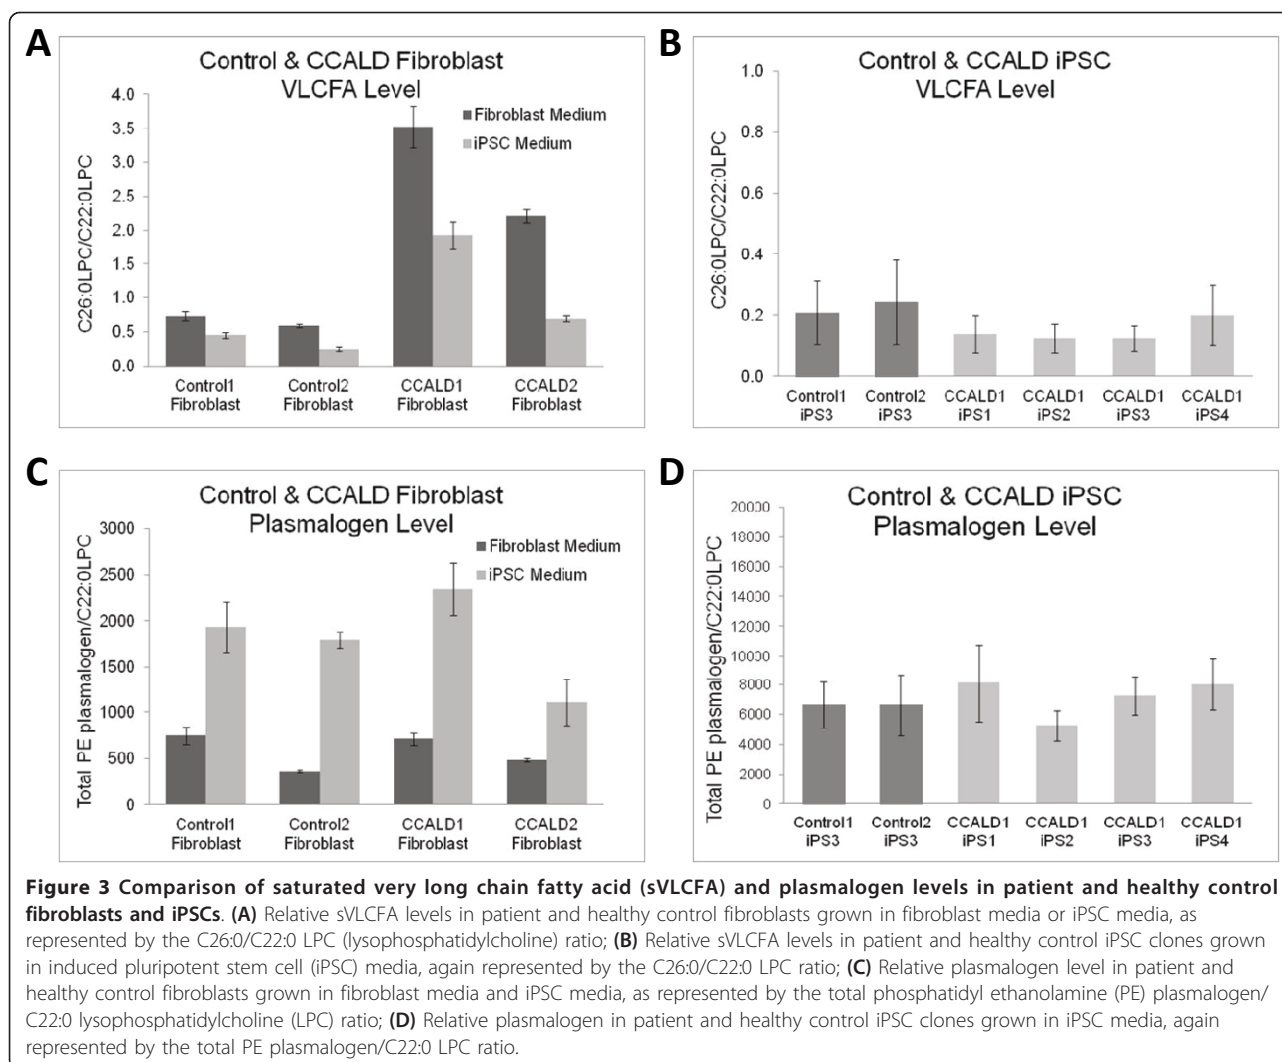 A
Control & CCALD Fibroblast
VLCFA Level
C26:0LPC/C22:0LPC
4.0
3.5
3.0
2.5
2.0
1.5
1.0
0.5
0.0
Fibroblast Medium
iPSC Medium
Control1 Control2 CCALD1 CCALD2
Fibroblast Fibroblast Fibroblast Fibroblast
B
Control & CCALD iPSC
VLCFA Level
C26:0LPC/C22:0LPC
1.0
0.8
0.6
0.4
0.2
0.0
Control1 Control2 CCALD1 CCALD1 CCALD1 CCALD1
iPS3 iPS3 iPS1 iPS2 iPS3 iPS4
C
Control & CCALD Fibroblast
Plasmalogen Level
Total PE plasmalogen/C22:0LPC
3000
2500
2000
1500
1000
500
0
Fibroblast Medium
iPSC Medium
Control1 Control2 CCALD1 CCALD2
Fibroblast Fibroblast Fibroblast Fibroblast
D
Control & CCALD iPSC
Plasmalogen Level
Total PE plasmalogen/C22:0LPC
20000
18000
16000
14000
12000
10000
8000
6000
4000
2000
0
Control1 Control2 CCALD1 CCALD1 CCALD1 CCALD1
iPS3 iPS3 iPS1 iPS2 iPS3 iPS4
Figure 3 Comparison of saturated very long chain fatty acid (sVLCFA) and plasmalogen levels in patient and healthy control
fibroblasts and iPSCs. (A) Relative sVLCFA levels in patient and healthy control fibroblasts grown in fibroblast media or iPSC media, as
represented by the C26:0/C22:0 LPC (lysophosphatidylcholine) ratio; (B) Relative sVLCFA levels in patient and healthy control iPSC clones grown
in induced pluripotent stem cell (iPSC) media, again represented by the C26:0/C22:0 LPC ratio; (C) Relative plasmalogen level in patient and
healthy control fibroblasts grown in fibroblast media and iPSC media, as represented by the total phosphatidyl ethanolamine (PE) plasmalogen/
C22:0 lysophosphatidylcholine (LPC) ratio; (D) Relative plasmalogen in patient and healthy control iPSC clones grown in iPSC media, again
represented by the total PE plasmalogen/C22:0 LPC ratio.